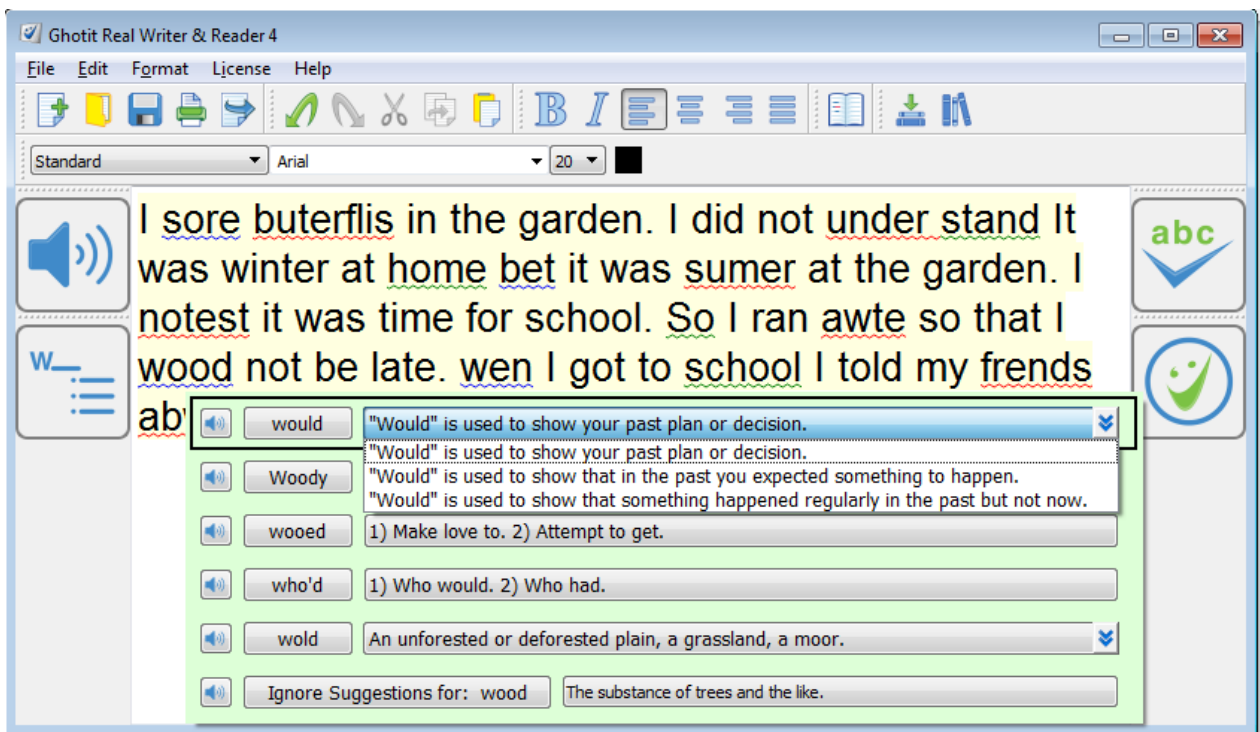 Ghotit Real Writer & Reader 4
File Edit Format License Help
B I
Standard Arial 20
I sore buterflis in the garden. I did not under stand It
was winter at home bet it was sumer at the garden. I
notest it was time for school. So I ran awte so that I
wood not be late. wen I got to school I told my frends
abc
W
would "Would" is used to show your past plan or decision.
"Would" is used to show your past plan or decision.
"Would" is used to show that in the past you expected something to happen.
"Would" is used to show that something happened regularly in the past but not now.
Woody
wooed 1) Make love to. 2) Attempt to get.
who'd 1) Who would. 2) Who had.
wold An unforested or deforested plain, a grassland, a moor.
Ignore Suggestions for: wood The substance of trees and the like.